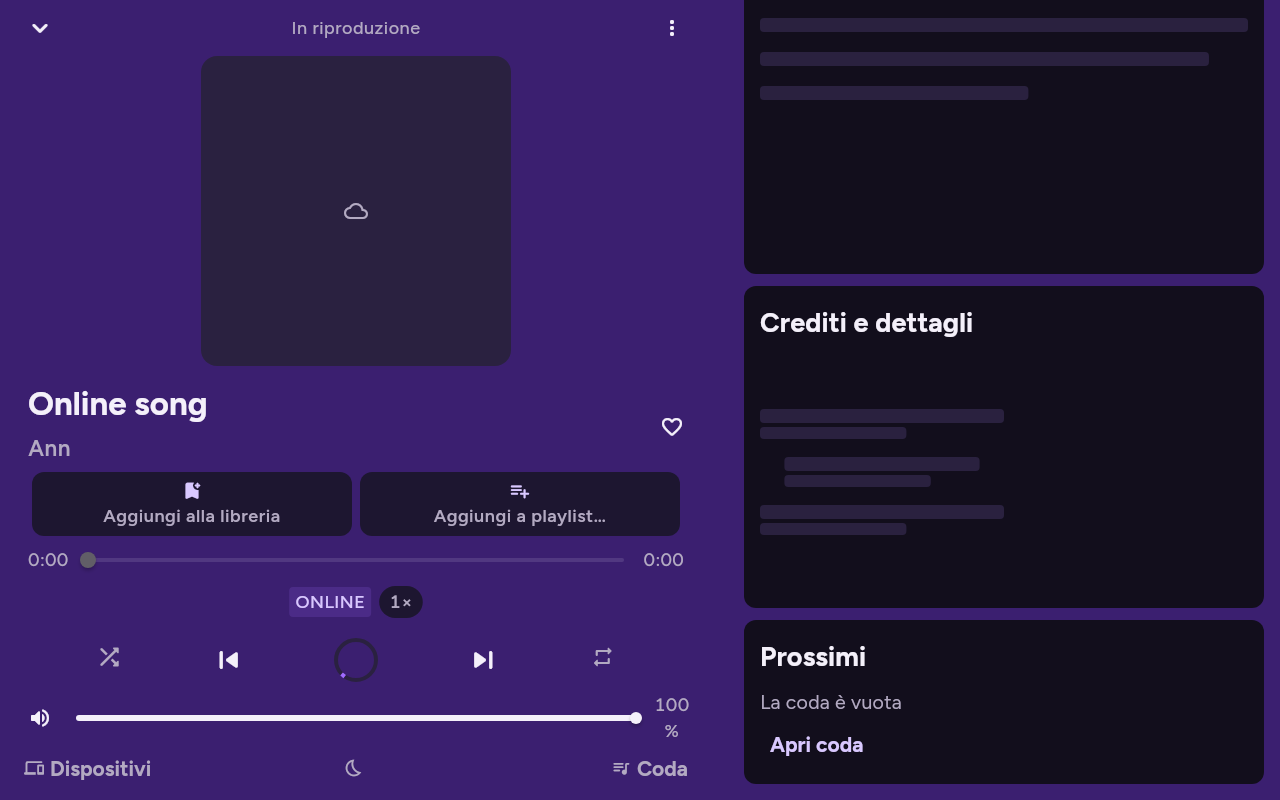 In riproduzione
Online song
Ann
Aggiungi alla libreria
Aggiungi a playlist...
0:00
0:00
ONLINE
1×
100
%
Dispositivi
Coda
Crediti e dettagli
Prossimi
La coda è vuota
Apri coda